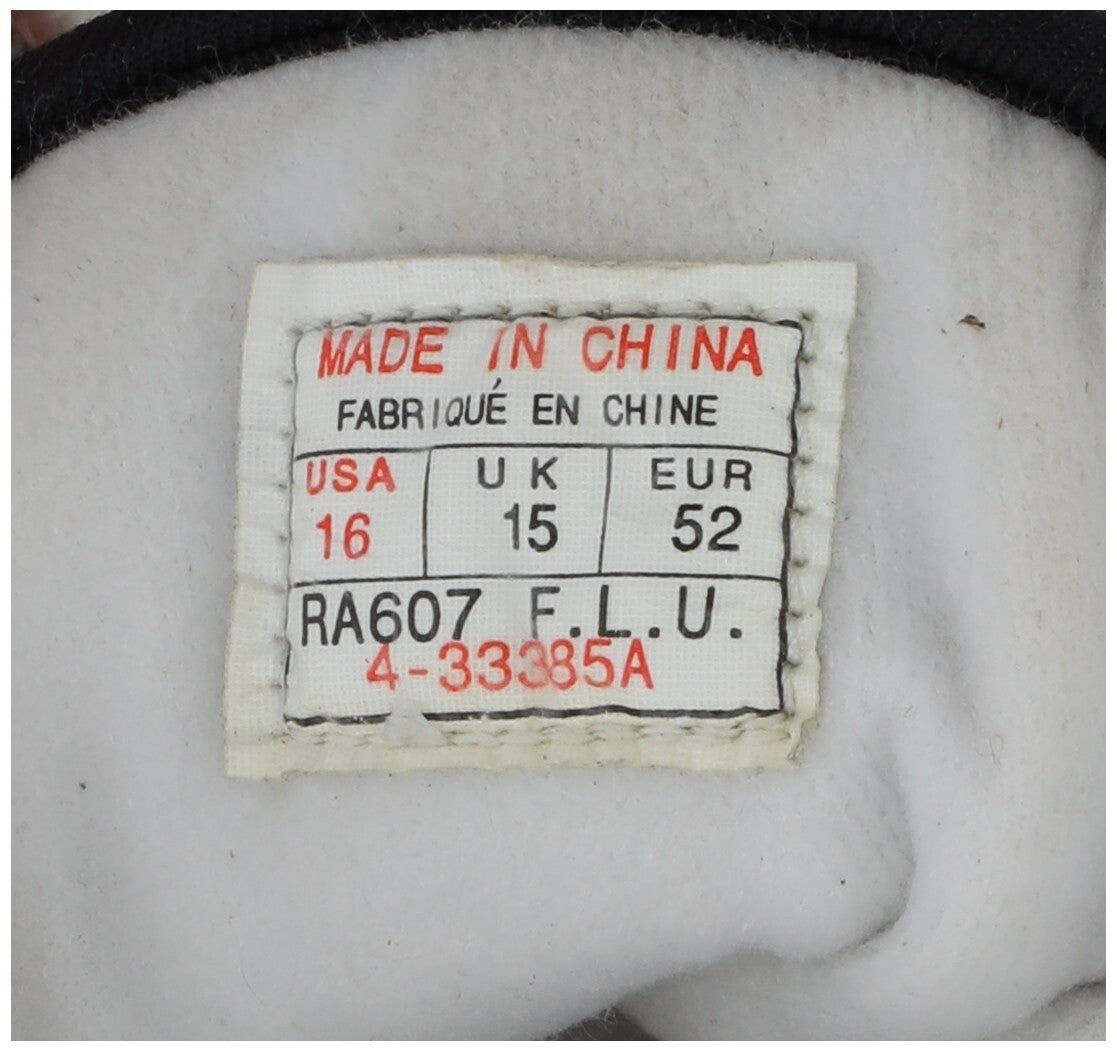 MADE IN CHINA
FABRIQUÉ EN CHINE
USA UK EUR
16 15 52
RA607 F.L.U.
4-33385A